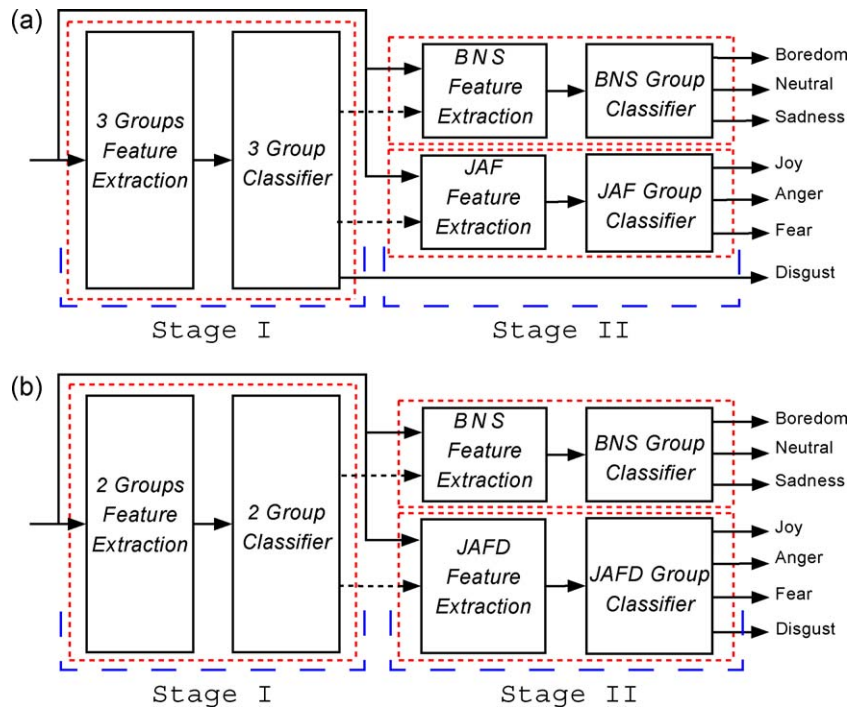 (a)
3 Groups
Feature
Extraction
3 Group
Classifier
BNS
Feature
Extraction
BNS Group
Classifier
Boredom
Neutral
Sadness
JAF
Feature
Extraction
JAF Group
Classifier
Joy
Anger
Fear
Disgust
Stage I
Stage II
(b)
2 Groups
Feature
Extraction
2 Group
Classifier
BNS
Feature
Extraction
BNS Group
Classifier
Boredom
Neutral
Sadness
JAFD
Feature
Extraction
JAFD Group
Classifier
Joy
Anger
Fear
Disgust
Stage I
Stage II